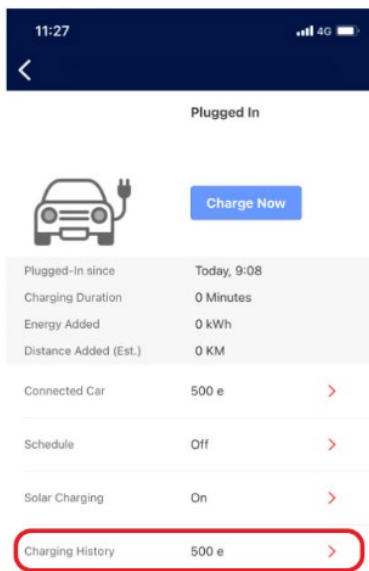 11:27 4G
Plugged In
Charge Now
Plugged-In since Today, 9:08
Charging Duration 0 Minutes
Energy Added 0 kWh
Distance Added (Est.) 0 KM
Connected Car 500 e
Schedule Off
Solar Charging On
Charging History 500 e